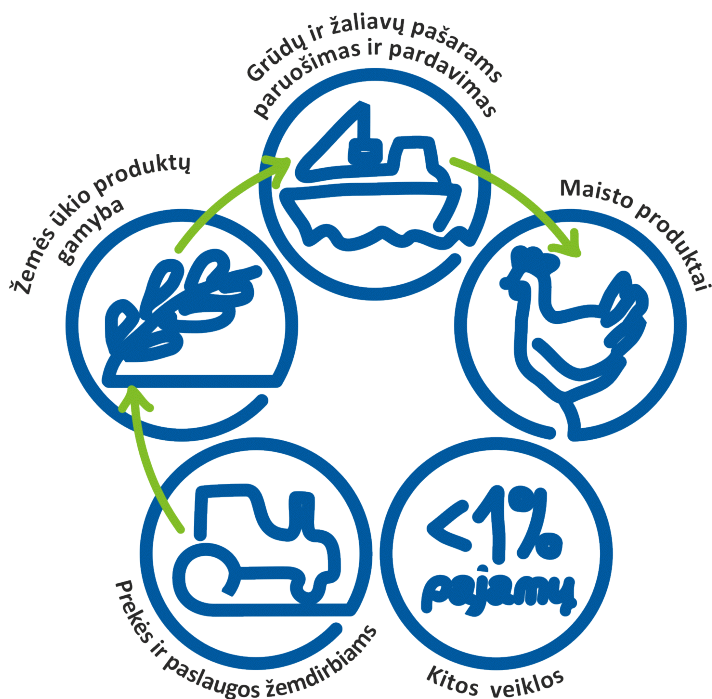 Grūdų ir žaliavų pašarams
paruošimas ir pardavimas
Žemės ūkio produktų
gamyba
Maisto produktai
<1%
pajamų
Prekės ir paslaugos žemdirbiams
Kitos veiklos